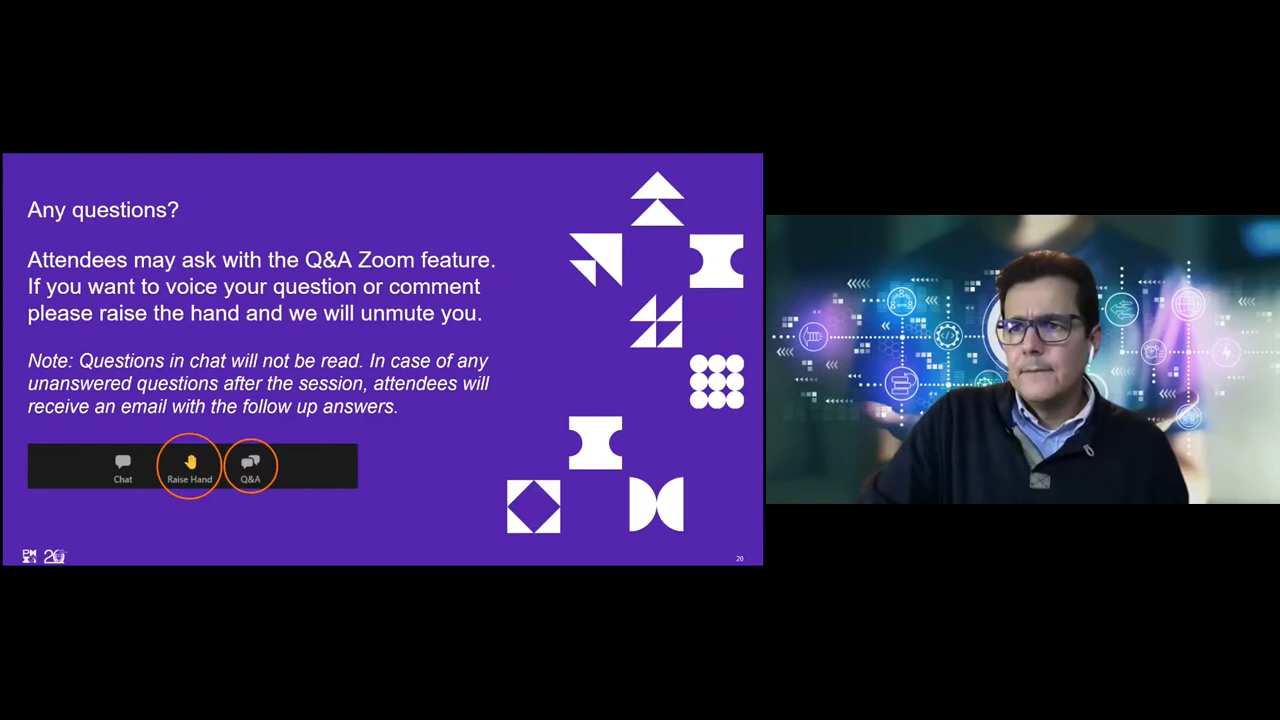 Any questions?
Attendees may ask with the Q&A Zoom feature.
If you want to voice your question or comment
please raise the hand and we will unmute you.
Note: Questions in chat will not be read. In case of any
unanswered questions after the session, attendees will
receive an email with the follow up answers.
Chat
Raise Hand
Q&A
PM
20
20